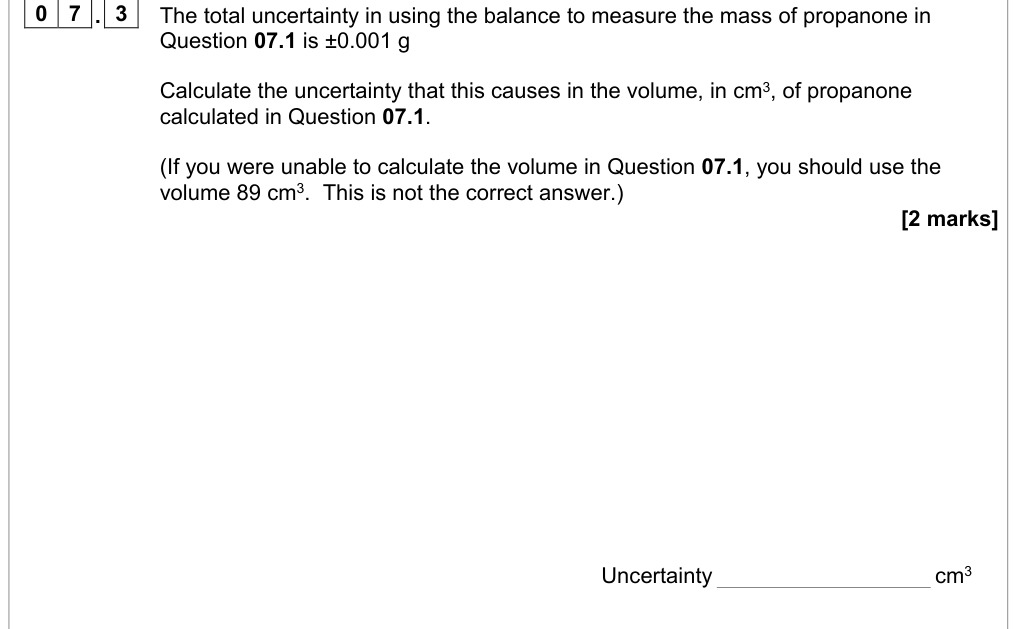 0 7 . 3 The total uncertainty in using the balance to measure the mass of propanone in
Question 07.1 is ±0.001 g
Calculate the uncertainty that this causes in the volume, in cm³, of propanone
calculated in Question 07.1.
(If you were unable to calculate the volume in Question 07.1, you should use the
volume 89 cm³. This is not the correct answer.)
[2 marks]
Uncertainty ____________________ cm³